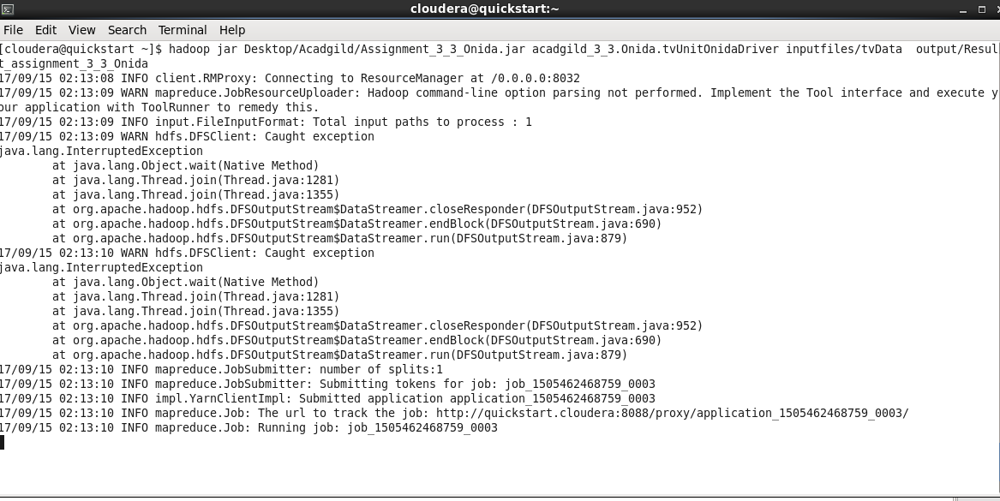 cloudera@quickstart:~
File Edit View Search Terminal Help
[cloudera@quickstart ~]$ hadoop jar Desktop/Acadgild/Assignment_3_3_Onida.jar acadgild_3_3.Onida.tvUnitOnidaDriver inputfiles/tvData  output/Resul
t_assignment_3_3_Onida
17/09/15 02:13:08 INFO client.RMProxy: Connecting to ResourceManager at /0.0.0.0:8032
17/09/15 02:13:09 WARN mapreduce.JobResourceUploader: Hadoop command-line option parsing not performed. Implement the Tool interface and execute y
our application with ToolRunner to remedy this.
17/09/15 02:13:09 INFO input.FileInputFormat: Total input paths to process : 1
17/09/15 02:13:09 WARN hdfs.DFSClient: Caught exception
java.lang.InterruptedException
        at java.lang.Object.wait(Native Method)
        at java.lang.Thread.join(Thread.java:1281)
        at java.lang.Thread.join(Thread.java:1355)
        at org.apache.hadoop.hdfs.DFSOutputStream$DataStreamer.closeResponder(DFSOutputStream.java:952)
        at org.apache.hadoop.hdfs.DFSOutputStream$DataStreamer.endBlock(DFSOutputStream.java:690)
        at org.apache.hadoop.hdfs.DFSOutputStream$DataStreamer.run(DFSOutputStream.java:879)
17/09/15 02:13:10 WARN hdfs.DFSClient: Caught exception
java.lang.InterruptedException
        at java.lang.Object.wait(Native Method)
        at java.lang.Thread.join(Thread.java:1281)
        at java.lang.Thread.join(Thread.java:1355)
        at org.apache.hadoop.hdfs.DFSOutputStream$DataStreamer.closeResponder(DFSOutputStream.java:952)
        at org.apache.hadoop.hdfs.DFSOutputStream$DataStreamer.endBlock(DFSOutputStream.java:690)
        at org.apache.hadoop.hdfs.DFSOutputStream$DataStreamer.run(DFSOutputStream.java:879)
17/09/15 02:13:10 INFO mapreduce.JobSubmitter: number of splits:1
17/09/15 02:13:10 INFO mapreduce.JobSubmitter: Submitting tokens for job: job_1505462468759_0003
17/09/15 02:13:10 INFO impl.YarnClientImpl: Submitted application application_1505462468759_0003
17/09/15 02:13:10 INFO mapreduce.Job: The url to track the job: http://quickstart.cloudera:8088/proxy/application_1505462468759_0003/
17/09/15 02:13:10 INFO mapreduce.Job: Running job: job_1505462468759_0003